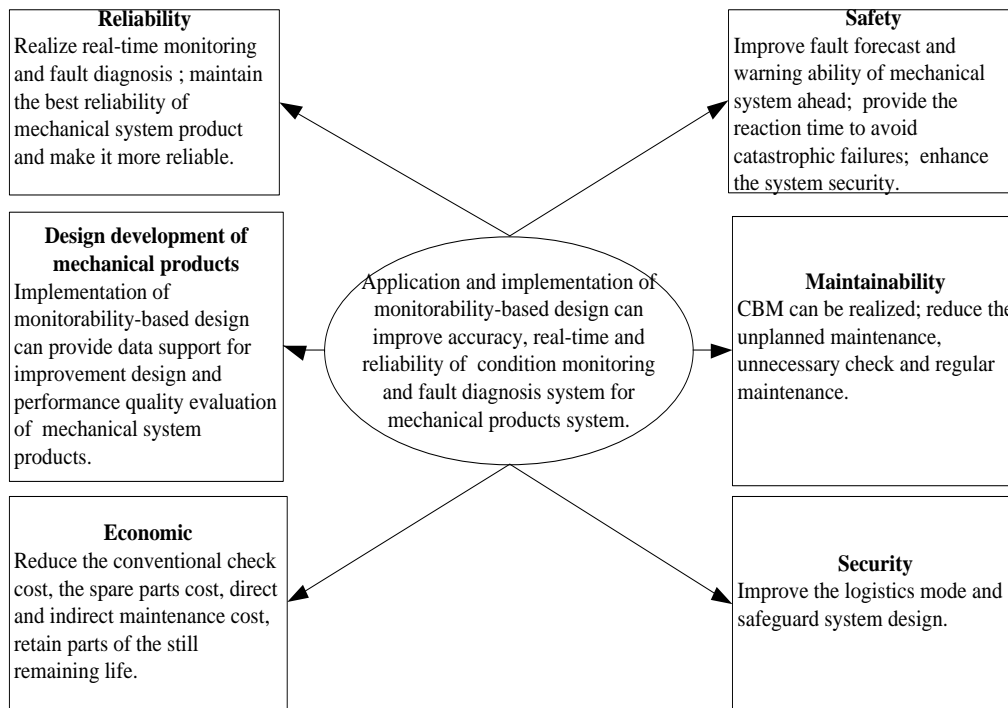 Reliability
Realize real-time monitoring
and fault diagnosis ; maintain
the best reliability of
mechanical system product
and make it more reliable.
Safety
Improve fault forecast and
warning ability of mechanical
system ahead; provide the
reaction time to avoid
catastrophic failures; enhance
the system security.
Design development of
mechanical products
Implementation of
monitorability-based design
can provide data support for
improvement design and
performance quality evaluation
of mechanical system
products.
Application and implementation of
monitorability-based design can
improve accuracy, real-time and
reliability of condition monitoring
and fault diagnosis system for
mechanical products system.
Maintainability
CBM can be realized; reduce the
unplanned maintenance,
unnecessary check and regular
maintenance.
Economic
Reduce the conventional check
cost, the spare parts cost, direct
and indirect maintenance cost,
retain parts of the still
remaining life.
Security
Improve the logistics mode and
safeguard system design.